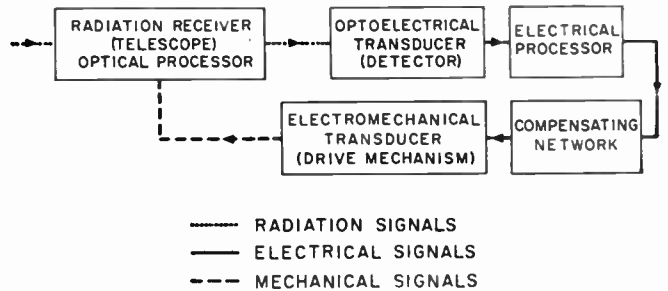 RADIATION RECEIVER
(TELESCOPE)
OPTICAL PROCESSOR
OPTOELECTRICAL
TRANSDUCER
(DETECTOR)
ELECTRICAL
PROCESSOR
ELECTROMECHANICAL
TRANSDUCER
(DRIVE MECHANISM)
COMPENSATING
NETWORK
RADIATION SIGNALS
ELECTRICAL SIGNALS
MECHANICAL SIGNALS